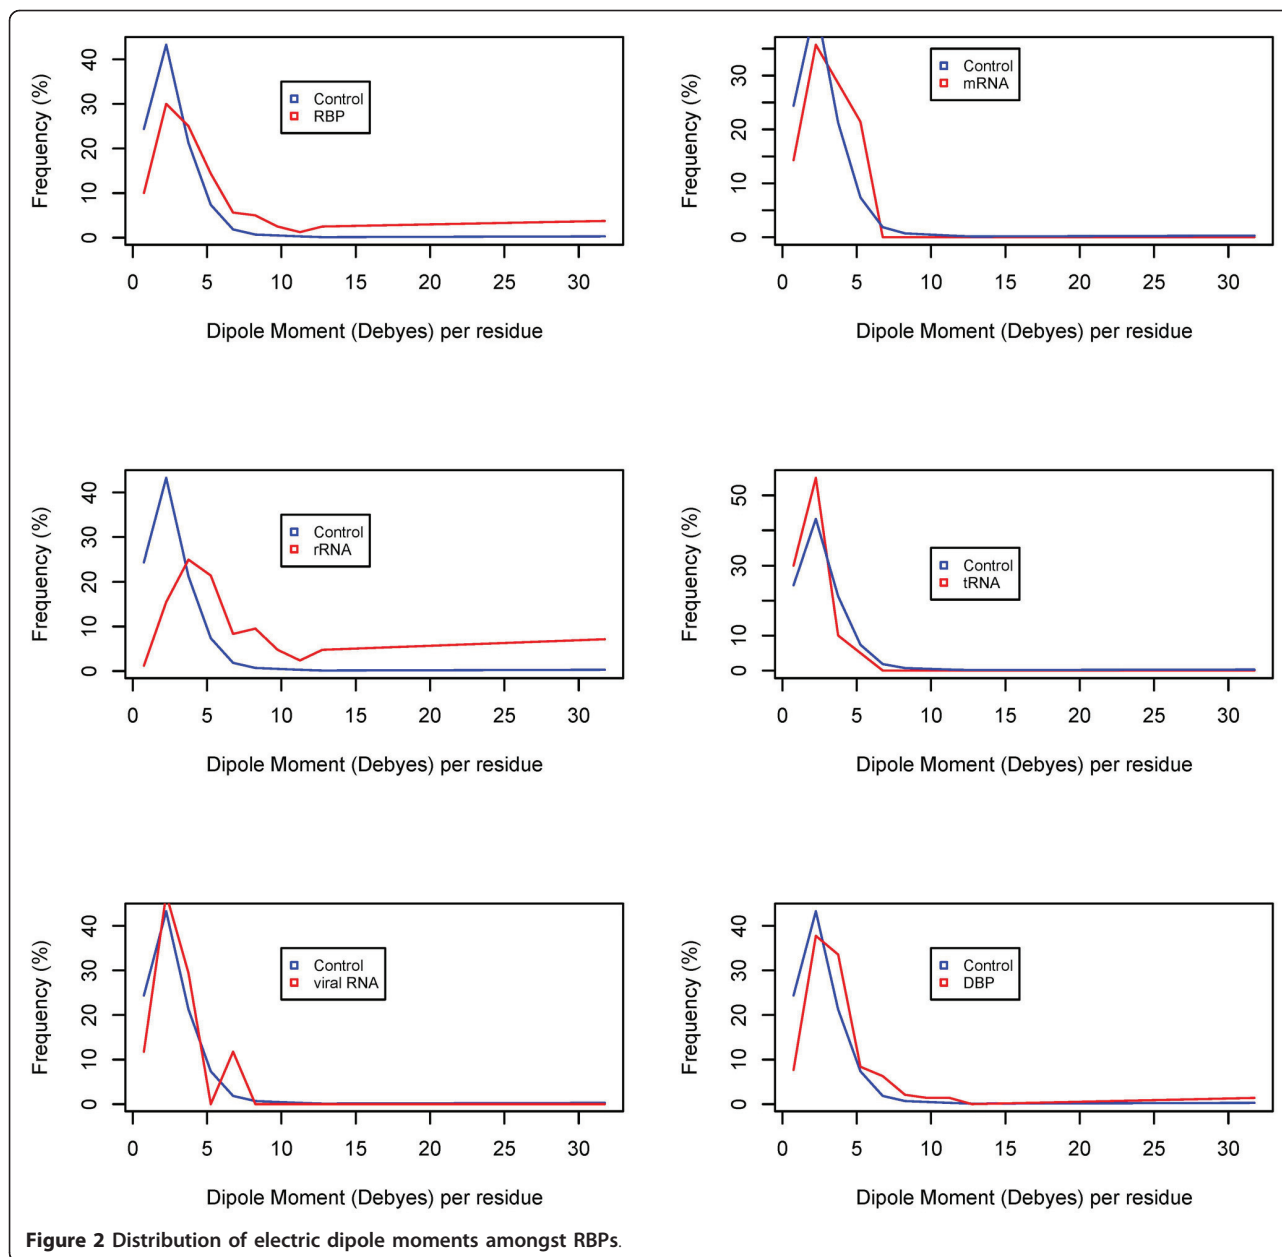 Frequency (%)
0 10 20 30 40
Control
RBP
0 5 10 15 20 25 30
Dipole Moment (Debyes) per residue
Frequency (%)
0 10 20 30
Control
mRNA
0 5 10 15 20 25 30
Dipole Moment (Debyes) per residue
Frequency (%)
0 10 20 30 40
Control
rRNA
0 5 10 15 20 25 30
Dipole Moment (Debyes) per residue
Frequency (%)
0 10 30 50
Control
tRNA
0 5 10 15 20 25 30
Dipole Moment (Debyes) per residue
Frequency (%)
0 10 20 30 40
Control
viral RNA
0 5 10 15 20 25 30
Dipole Moment (Debyes) per residue
Frequency (%)
0 10 20 30 40
Control
DBP
0 5 10 15 20 25 30
Dipole Moment (Debyes) per residue
Figure 2 Distribution of electric dipole moments amongst RBPs.